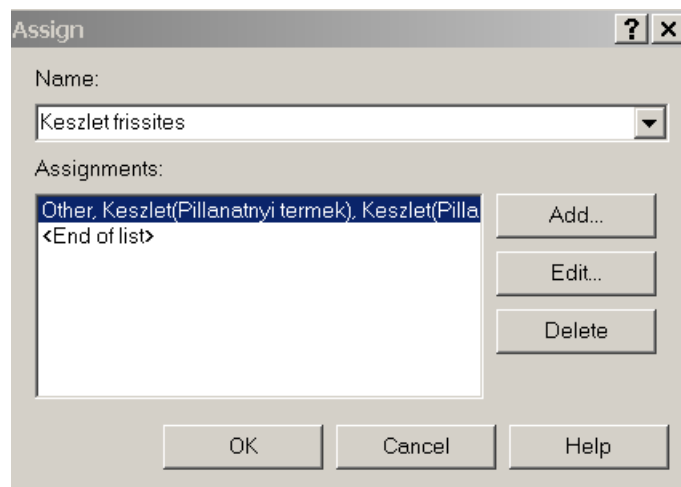 Assign
Name:
Keszlet frissites
Assignments:
Other, Keszlet(Pillanatnyi termek), Keszlet(Pilla
<End of list>
Add...
Edit...
Delete
OK
Cancel
Help